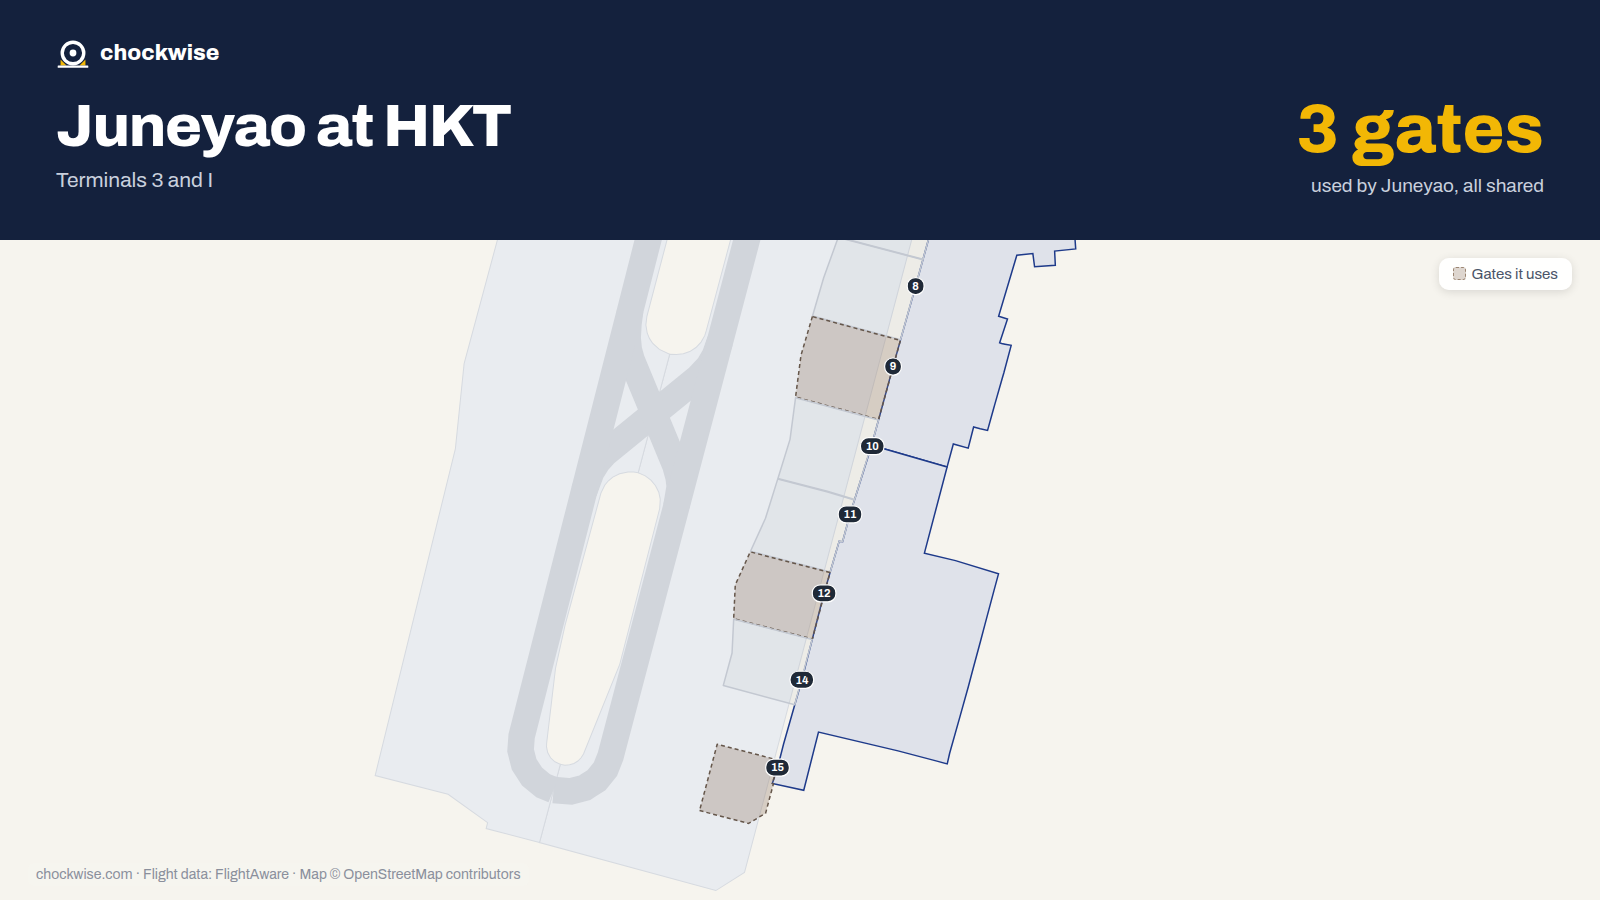 chockwise
Juneyao at HKT
Terminals 3 and I
3 gates
used by Juneyao, all shared
Gates it uses
8
9
10
11
12
14
15
chockwise.com · Flight data: FlightAware · Map © OpenStreetMap contributors